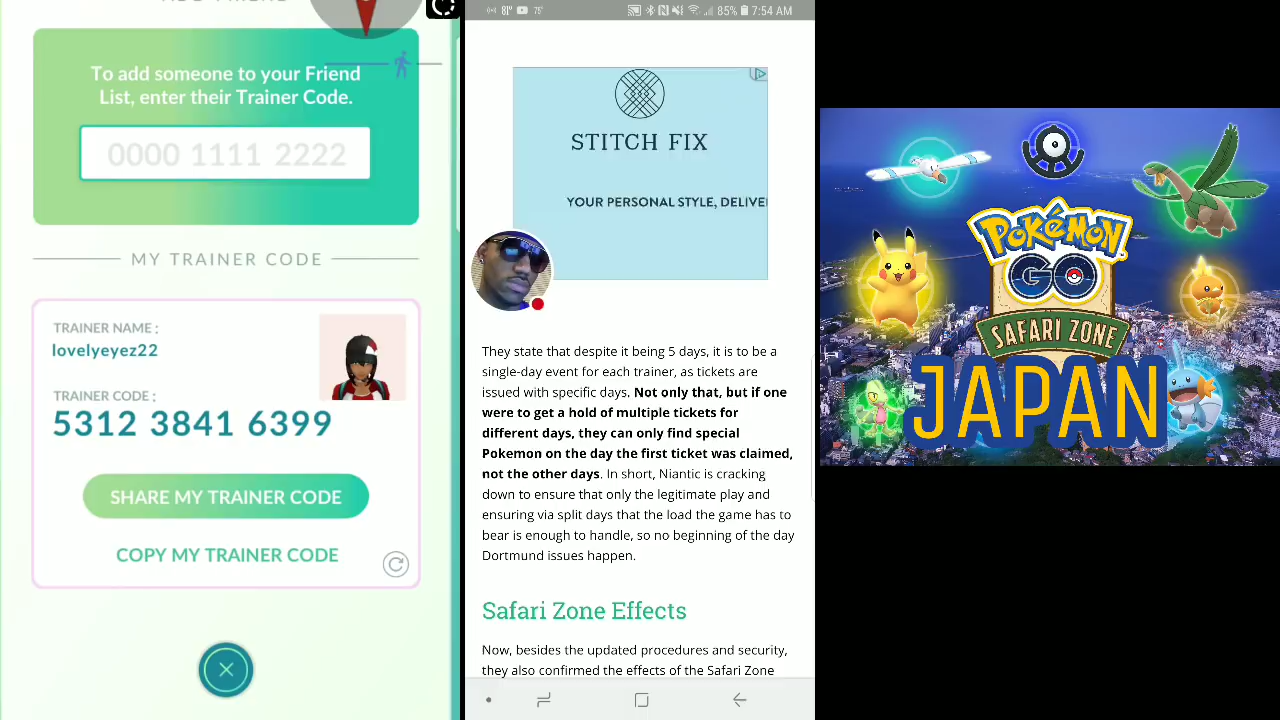 ADD FRIEND
To add someone to your Friend
List, enter their Trainer Code.
0000 1111 2222
MY TRAINER CODE
TRAINER NAME :
lovelyeyez22
TRAINER CODE :
5312 3841 6399
SHARE MY TRAINER CODE
COPY MY TRAINER CODE
81° 76° 85% 7:54 AM
STITCH FIX
YOUR PERSONAL STYLE, DELIVE
They state that despite it being 5 days, it is to be a
single-day event for each trainer, as tickets are
issued with specific days. Not only that, but if one
were to get a hold of multiple tickets for
different days, they can only find special
Pokemon on the day the first ticket was claimed,
not the other days. In short, Niantic is cracking
down to ensure that only the legitimate play and
ensuring via split days that the load the game has to
bear is enough to handle, so no beginning of the day
Dortmund issues happen.
Safari Zone Effects
Now, besides the updated procedures and security,
they also confirmed the effects of the Safari Zone
POKéMON
GO
SAFARI ZONE
JAPAN